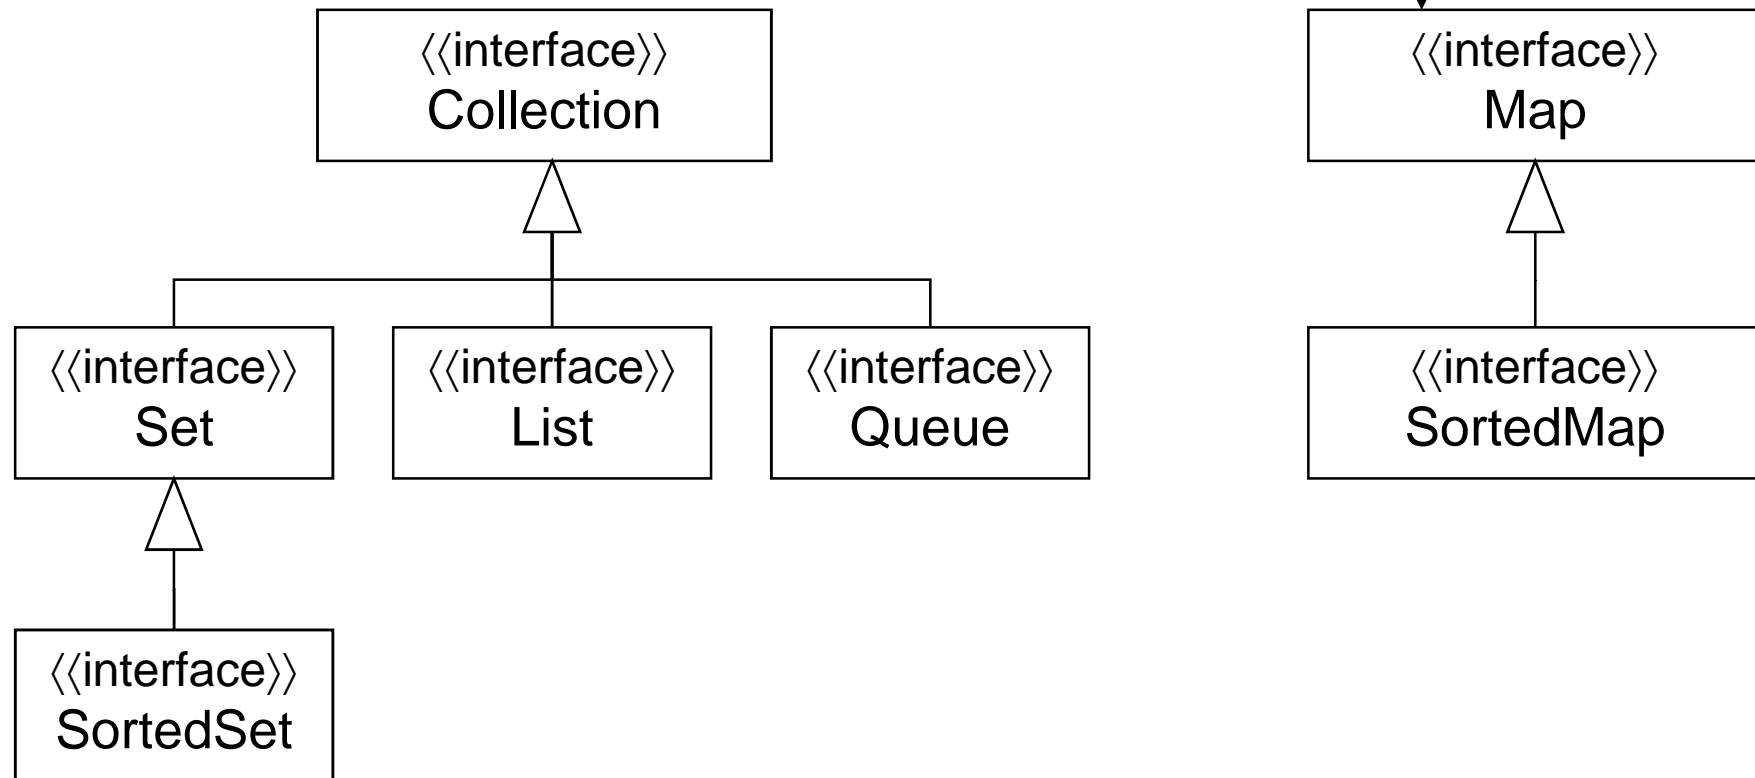 〈〈interface〉〉
Collection
〈〈interface〉〉
Map
〈〈interface〉〉
Set
〈〈interface〉〉
List
〈〈interface〉〉
Queue
〈〈interface〉〉
SortedMap
〈〈interface〉〉
SortedSet